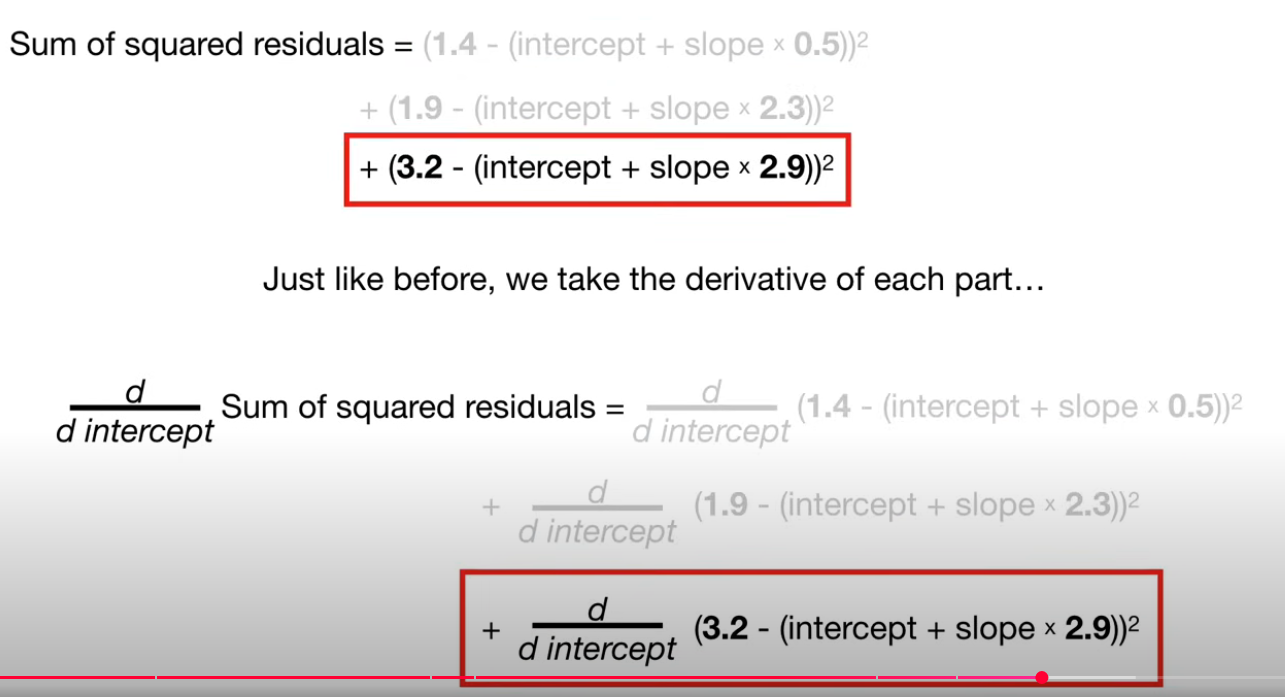 Sum of squared residuals = (1.4 - (intercept + slope × 0.5))²
+ (1.9 - (intercept + slope × 2.3))²
+ (3.2 - (intercept + slope × 2.9))²
Just like before, we take the derivative of each part…
d
d intercept
Sum of squared residuals =
d
d intercept
(1.4 - (intercept + slope × 0.5))²
+
d
d intercept
(1.9 - (intercept + slope × 2.3))²
+
d
d intercept
(3.2 - (intercept + slope × 2.9))²